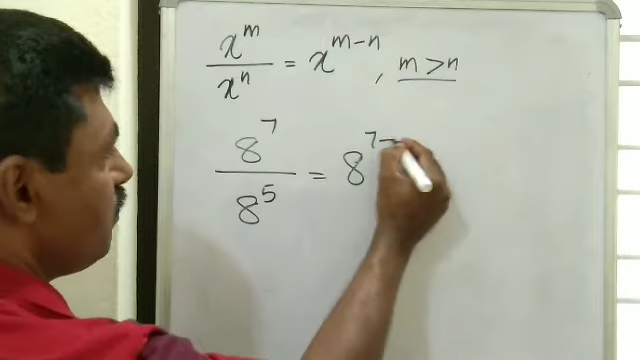 x^m / x^n = x^(m-n), m > n
8^7 / 8^5 = 8^(7-